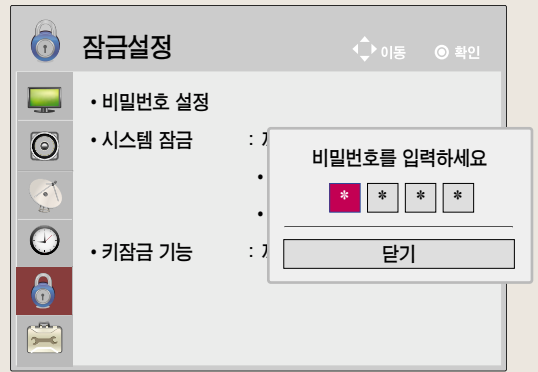 잠금설정
이동 확인
• 비밀번호 설정
• 시스템 잠금 :
•
•
• 키잠금 기능 :
비밀번호를 입력하세요
* * * *
닫기